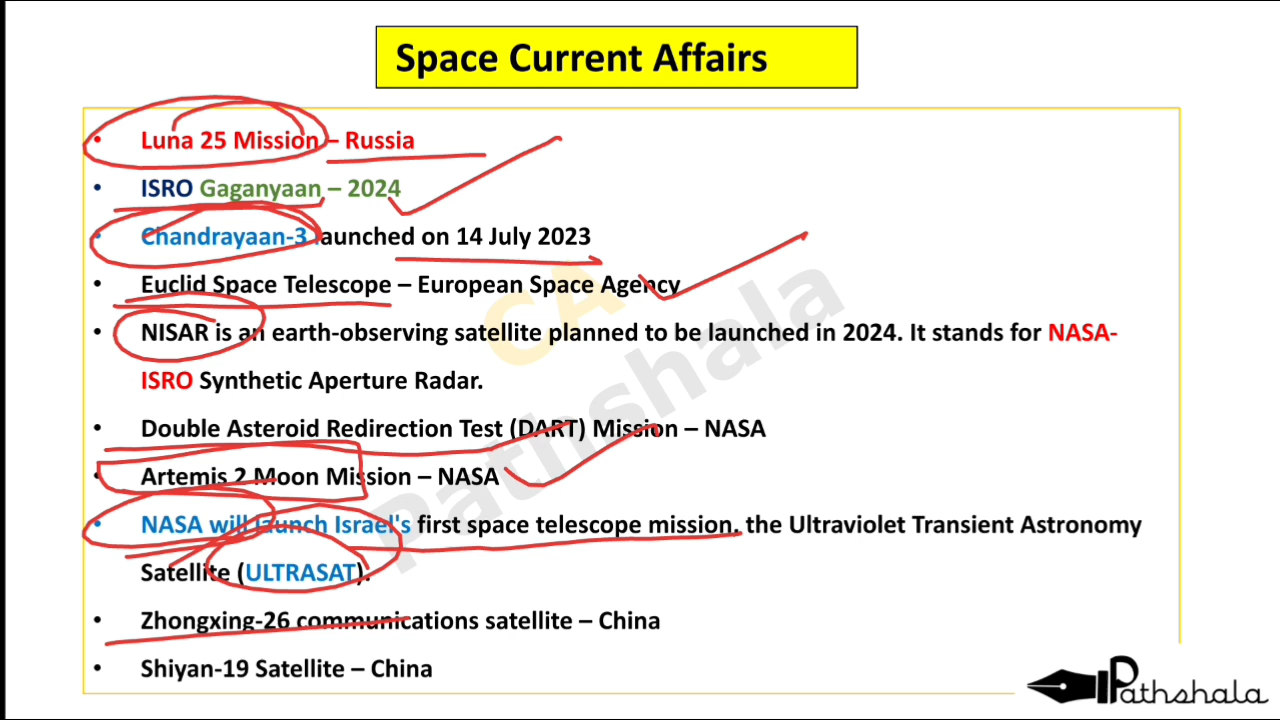 Space Current Affairs
• Luna 25 Mission – Russia
• ISRO Gaganyaan – 2024
• Chandrayaan-3 launched on 14 July 2023
• Euclid Space Telescope – European Space Agency
• NISAR is an earth-observing satellite planned to be launched in 2024. It stands for NASA-
ISRO Synthetic Aperture Radar.
• Double Asteroid Redirection Test (DART) Mission – NASA
• Artemis 2 Moon Mission – NASA
• NASA will launch Israel's first space telescope mission, the Ultraviolet Transient Astronomy
Satellite (ULTRASAT).
• Zhongxing-26 communications satellite – China
• Shiyan-19 Satellite – China
CA
Pathshala
Pathshala